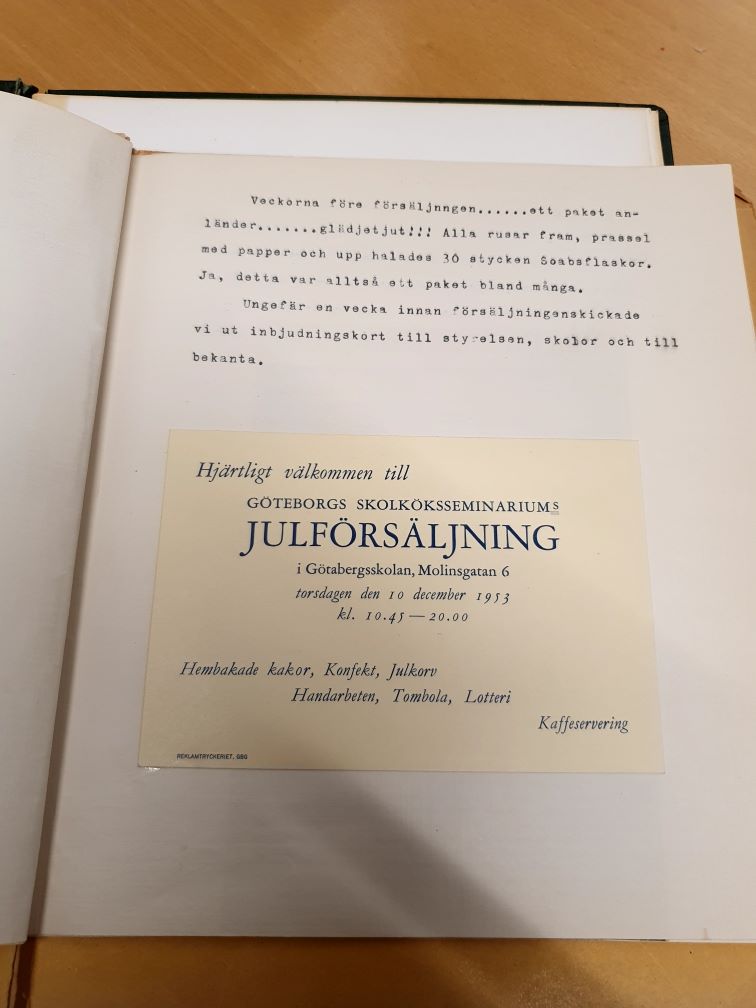 Veckorna före försäljnngen......ett paket an-
länder.......glädjetjut!!! Alla rusar fram, prassel
med papper och upp halades 30 stycken Soabsflaskor.
Ja, detta var alltså ett paket bland många.
Ungefär en vecka innan försäljningenskickade
vi ut inbjudningskort till styrelsen, skolor och till
bekanta.
Hjärtligt välkommen till
GÖTEBORGS SKOLKÖKSSEMINARIUMS
JULFÖRSÄLJNING
i Götabergsskolan, Molinsgatan 6
torsdagen den 10 december 1953
kl. 10.45 — 20.00
Hembakade kakor, Konfekt, Julkorv
Handarbeten, Tombola, Lotteri
Kaffeservering
REKLAMTRYCKERIET, GBG